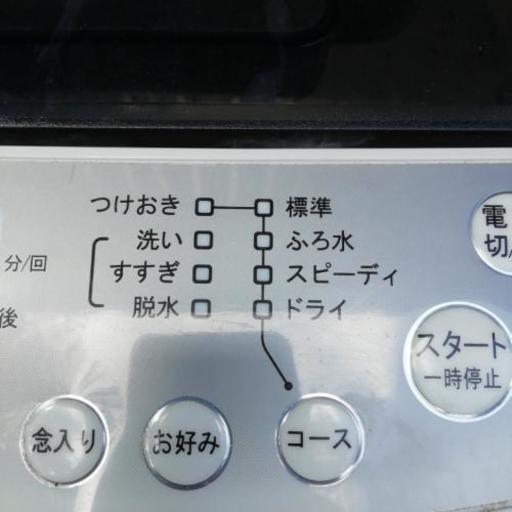 つけおき 標準
洗い ふろ水
分/回 すすぎ スピーディ
脱水 ドライ
後
電
切/
スタート
一時停止
念入り お好み コース